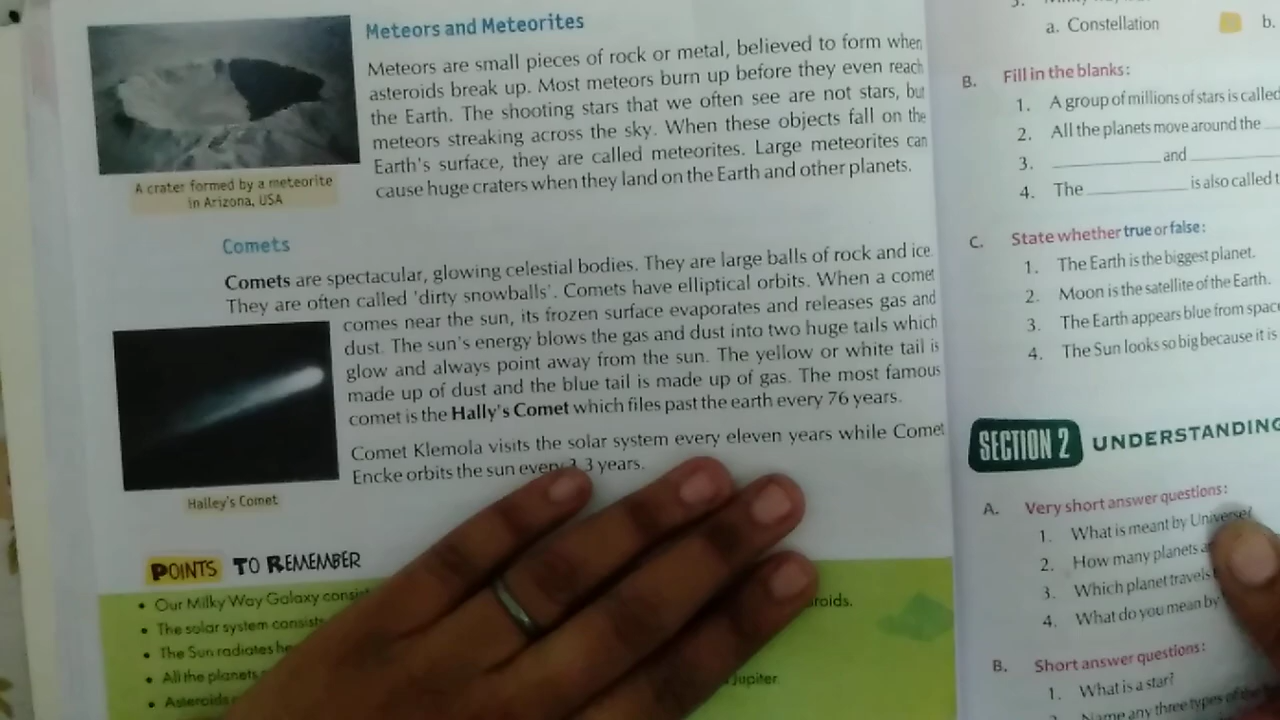 Meteors and Meteorites
Meteors are small pieces of rock or metal, believed to form when
asteroids break up. Most meteors burn up before they even reach
the Earth. The shooting stars that we often see are not stars, but
meteors streaking across the sky. When these objects fall on the
Earth's surface, they are called meteorites. Large meteorites can
cause huge craters when they land on the Earth and other planets.
A crater formed by a meteorite
in Arizona, USA
Comets
Comets are spectacular, glowing celestial bodies. They are large balls of rock and ice.
They are often called 'dirty snowballs'. Comets have elliptical orbits. When a comet
comes near the sun, its frozen surface evaporates and releases gas and
dust. The sun's energy blows the gas and dust into two huge tails which
glow and always point away from the sun. The yellow or white tail is
made up of dust and the blue tail is made up of gas. The most famous
comet is the Hally's Comet which files past the earth every 76 years.
Comet Klemola visits the solar system every eleven years while Comet
Encke orbits the sun every 3.3 years.
Halley's Comet
POINTS TO REMEMBER
• Our Milky Way Galaxy roids.
• The solar system consists
• The Sun radiates
• All the planets Jupiter.
• Asteroids
a. Constellation b.
B. Fill in the blanks:
1. A group of millions of stars is called
2. All the planets move around the
3. ____________ and ____________
4. The ____________ is also called
C. State whether true or false:
1. The Earth is the biggest planet.
2. Moon is the satellite of the Earth.
3. The Earth appears blue from
4. The Sun looks so big because it is
SECTION 2 UNDERSTANDING
A. Very short answer questions:
1. What is meant by Universe?
2. How many planets
3. Which planet travels
4. What do you mean by
B. Short answer questions:
1. What is a star?
Name any three types of